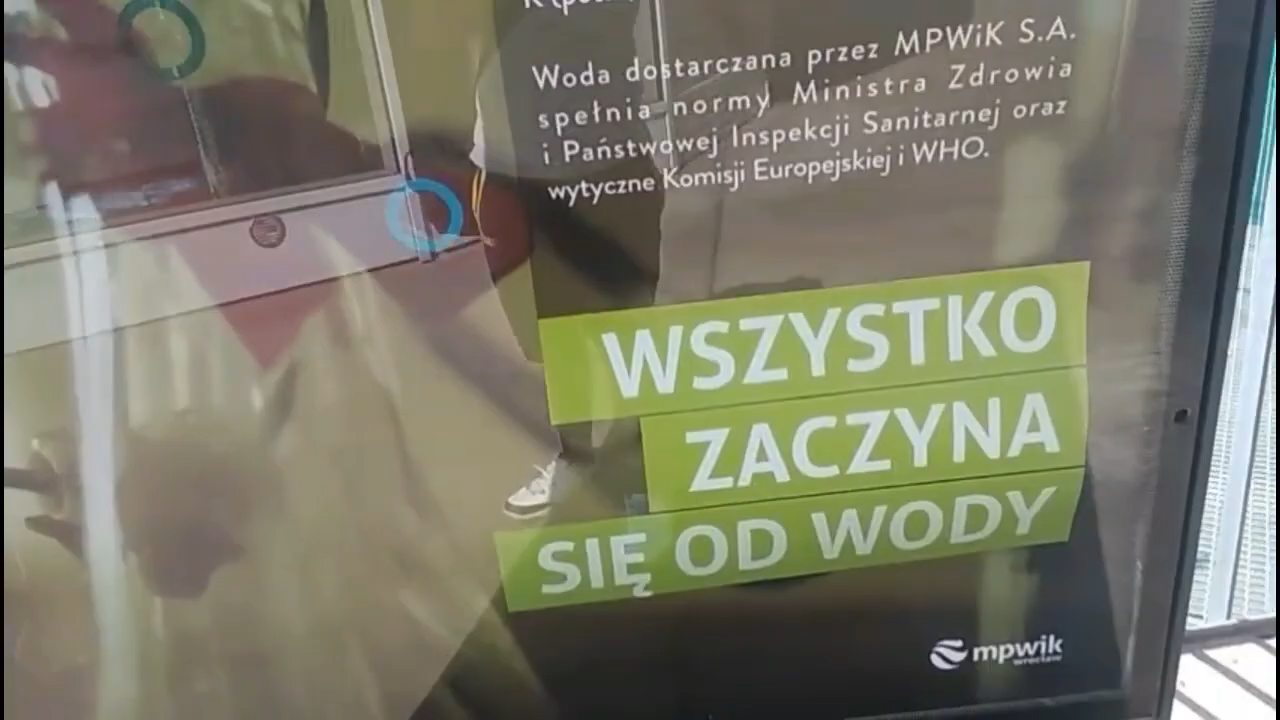 Woda dostarczana przez MPWiK S.A.
spełnia normy Ministra Zdrowia
i Państwowej Inspekcji Sanitarnej oraz
wytyczne Komisji Europejskiej i WHO.
WSZYSTKO
ZACZYNA
SIĘ OD WODY
mpwik
wrocław